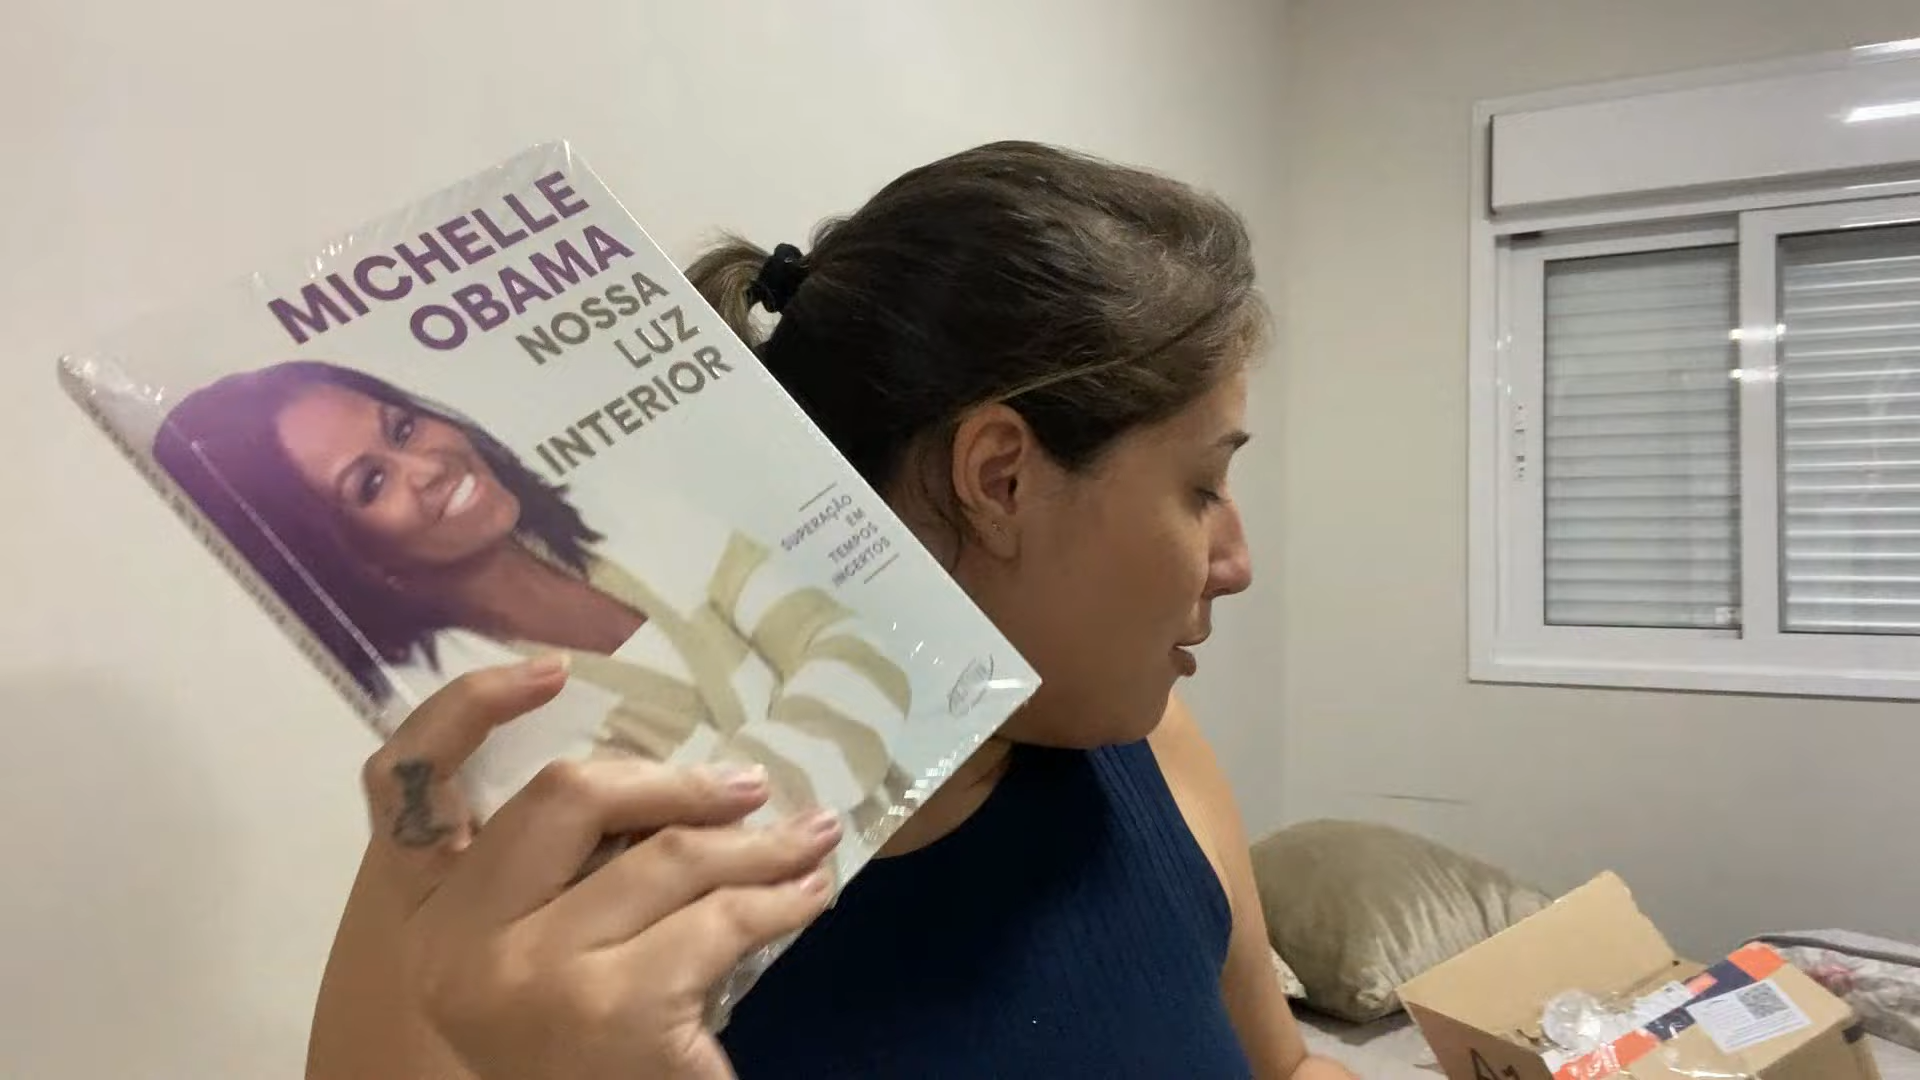 MICHELLE
OBAMA
NOSSA
LUZ
INTERIOR
SUPERAÇÃO
EM
TEMPOS
INCERTOS